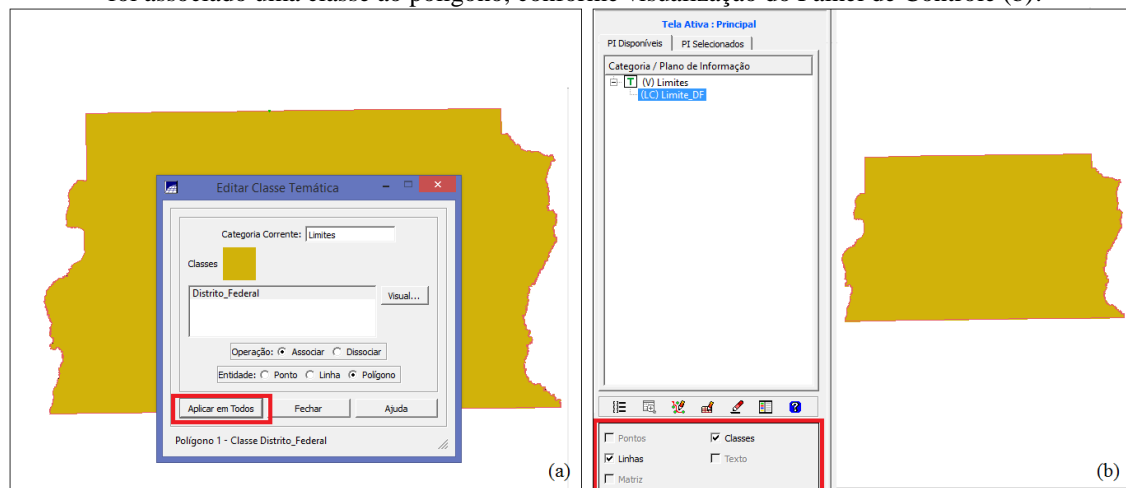 foi associado uma classe ao polígono, conforme visualização do Painel de Controle (b).
Editar Classe Temática
Categoria Corrente: Limites
Classes
Distrito_Federal
Visual...
Operação: Associar Dissociar
Entidade: Ponto Linha Polígono
Aplicar em Todos Fechar Ajuda
Polígono 1 - Classe Distrito_Federal
(a)
Tela Ativa : Principal
PI Disponíveis PI Selecionados
Categoria / Plano de Informação
T (V) Limites
(LC) Limite_DF
?
Pontos Classes
Linhas Texto
Matriz
(b)